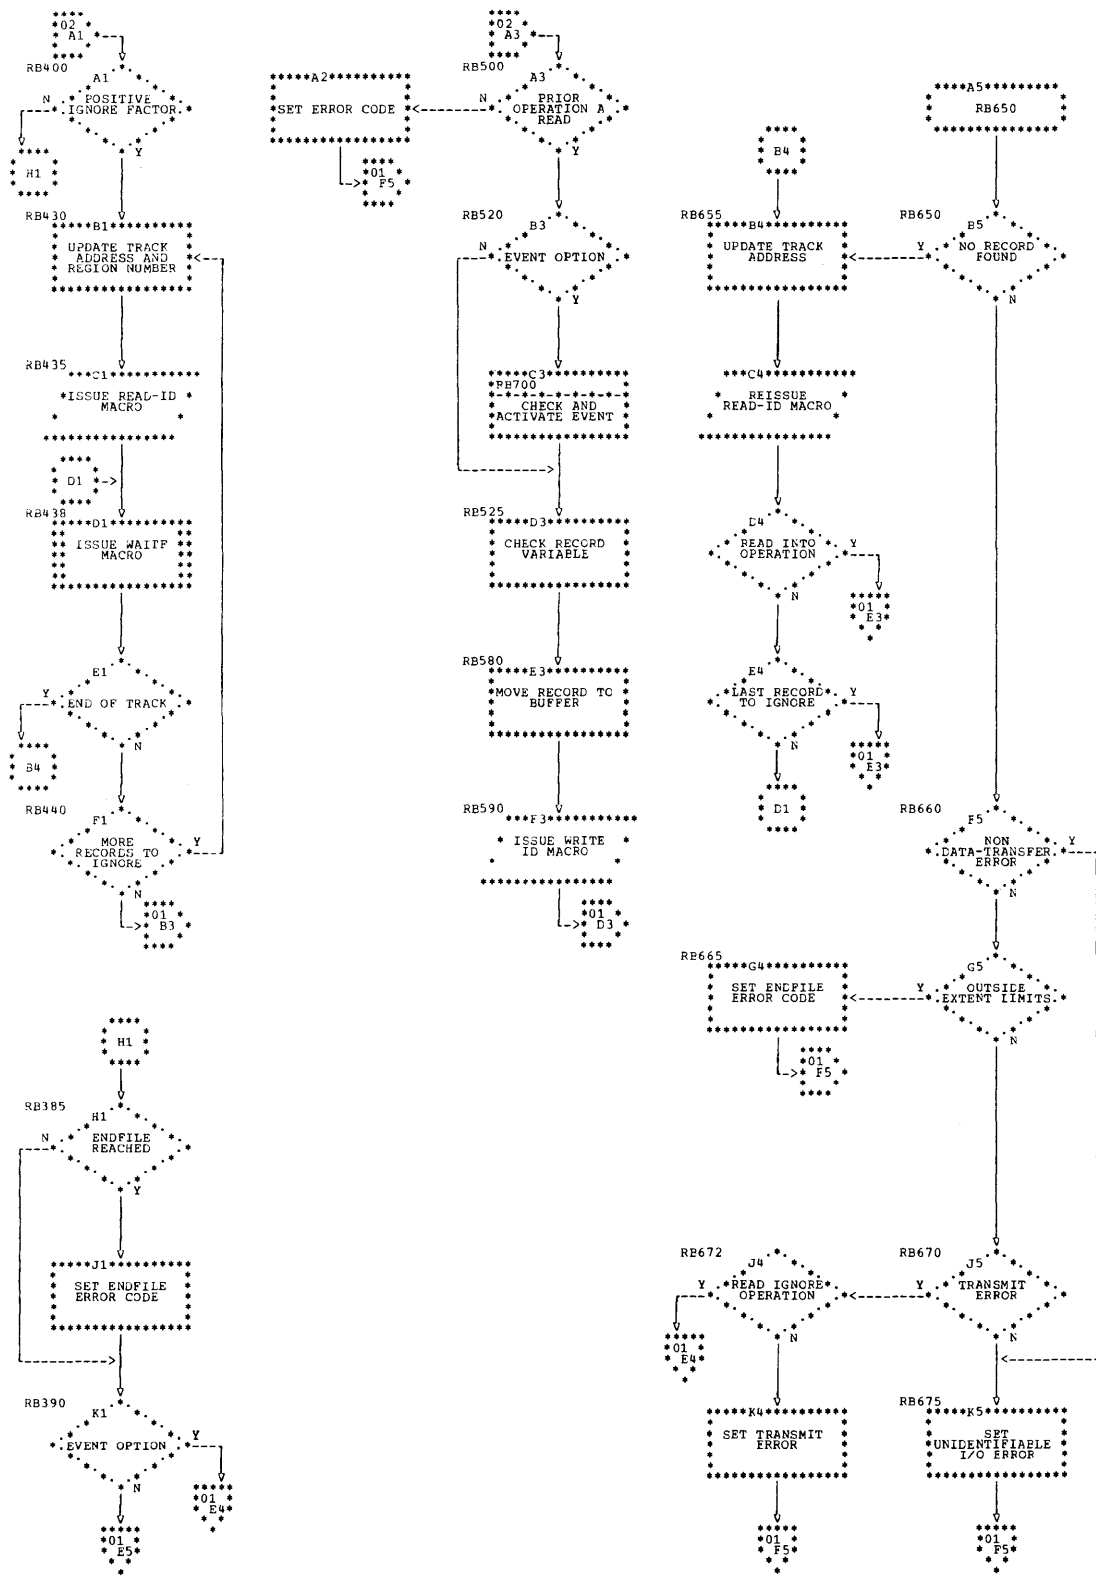 02
A1
RB400
A1
POSITIVE
IGNORE FACTOR
N
Y
H1
RB430
B1
UPDATE TRACK
ADDRESS AND
REGION NUMBER
RB435
C1
ISSUE READ-ID
MACRO
D1
RB438
D1
ISSUE WAITF
MACRO
E1
END OF TRACK
Y
N
B4
RB440
F1
MORE
RECORDS TO
IGNORE
Y
N
01
B3
H1
RB385
H1
ENDFILE
REACHED
N
Y
J1
SET ENDFILE
ERROR CODE
RB390
K1
EVENT OPTION
Y
N
01
E4
01
E5
A2
SET ERROR CODE
01
F5
02
A3
RB500
A3
PRIOR
OPERATION A
READ
N
Y
RB520
B3
EVENT OPTION
N
Y
C3
RB700
CHECK AND
ACTIVATE EVENT
RB525
D3
CHECK RECORD
VARIABLE
RB580
E3
MOVE RECORD TO
BUFFER
RB590
F3
ISSUE WRITE
ID MACRO
01
D3
B4
RB655
B4
UPDATE TRACK
ADDRESS
C4
REISSUE
READ-ID MACRO
D4
READ INTO
OPERATION
Y
N
01
E3
E4
LAST RECORD
TO IGNORE
Y
N
01
E3
D1
RB665
G4
SET ENDFILE
ERROR CODE
01
F5
RB672
J4
READ IGNORE
OPERATION
Y
N
01
E4
K4
SET TRANSMIT
ERROR
01
F5
A5
RB650
RB650
B5
NO RECORD
FOUND
Y
N
RB660
F5
NON
DATA-TRANSFER
ERROR
Y
N
G5
OUTSIDE
EXTENT LIMITS
Y
N
RB670
J5
TRANSMIT
ERROR
Y
N
RB675
K5
SET
UNIDENTIFIABLE
I/O ERROR
01
F5